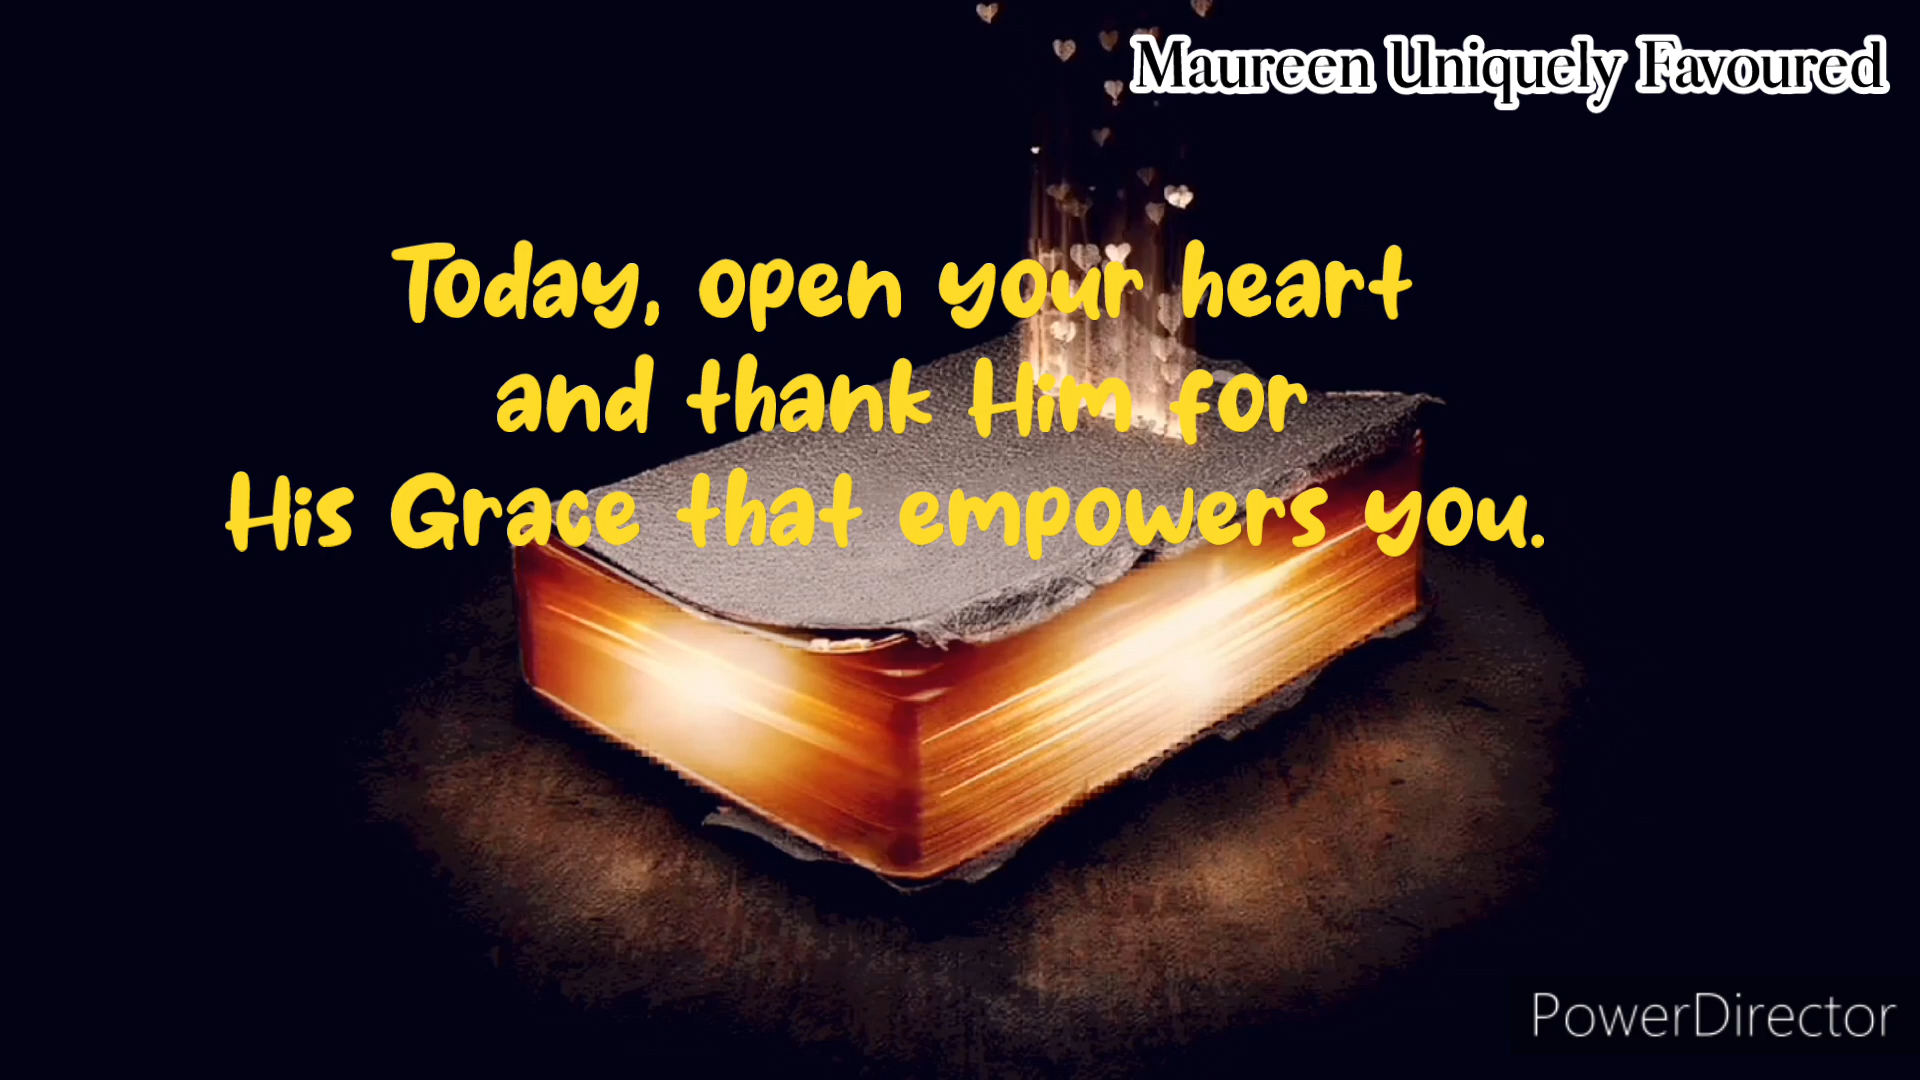 Maureen Uniquely Favoured
Today, open your heart
and thank Him for
His Grace that empowers you.
PowerDirector